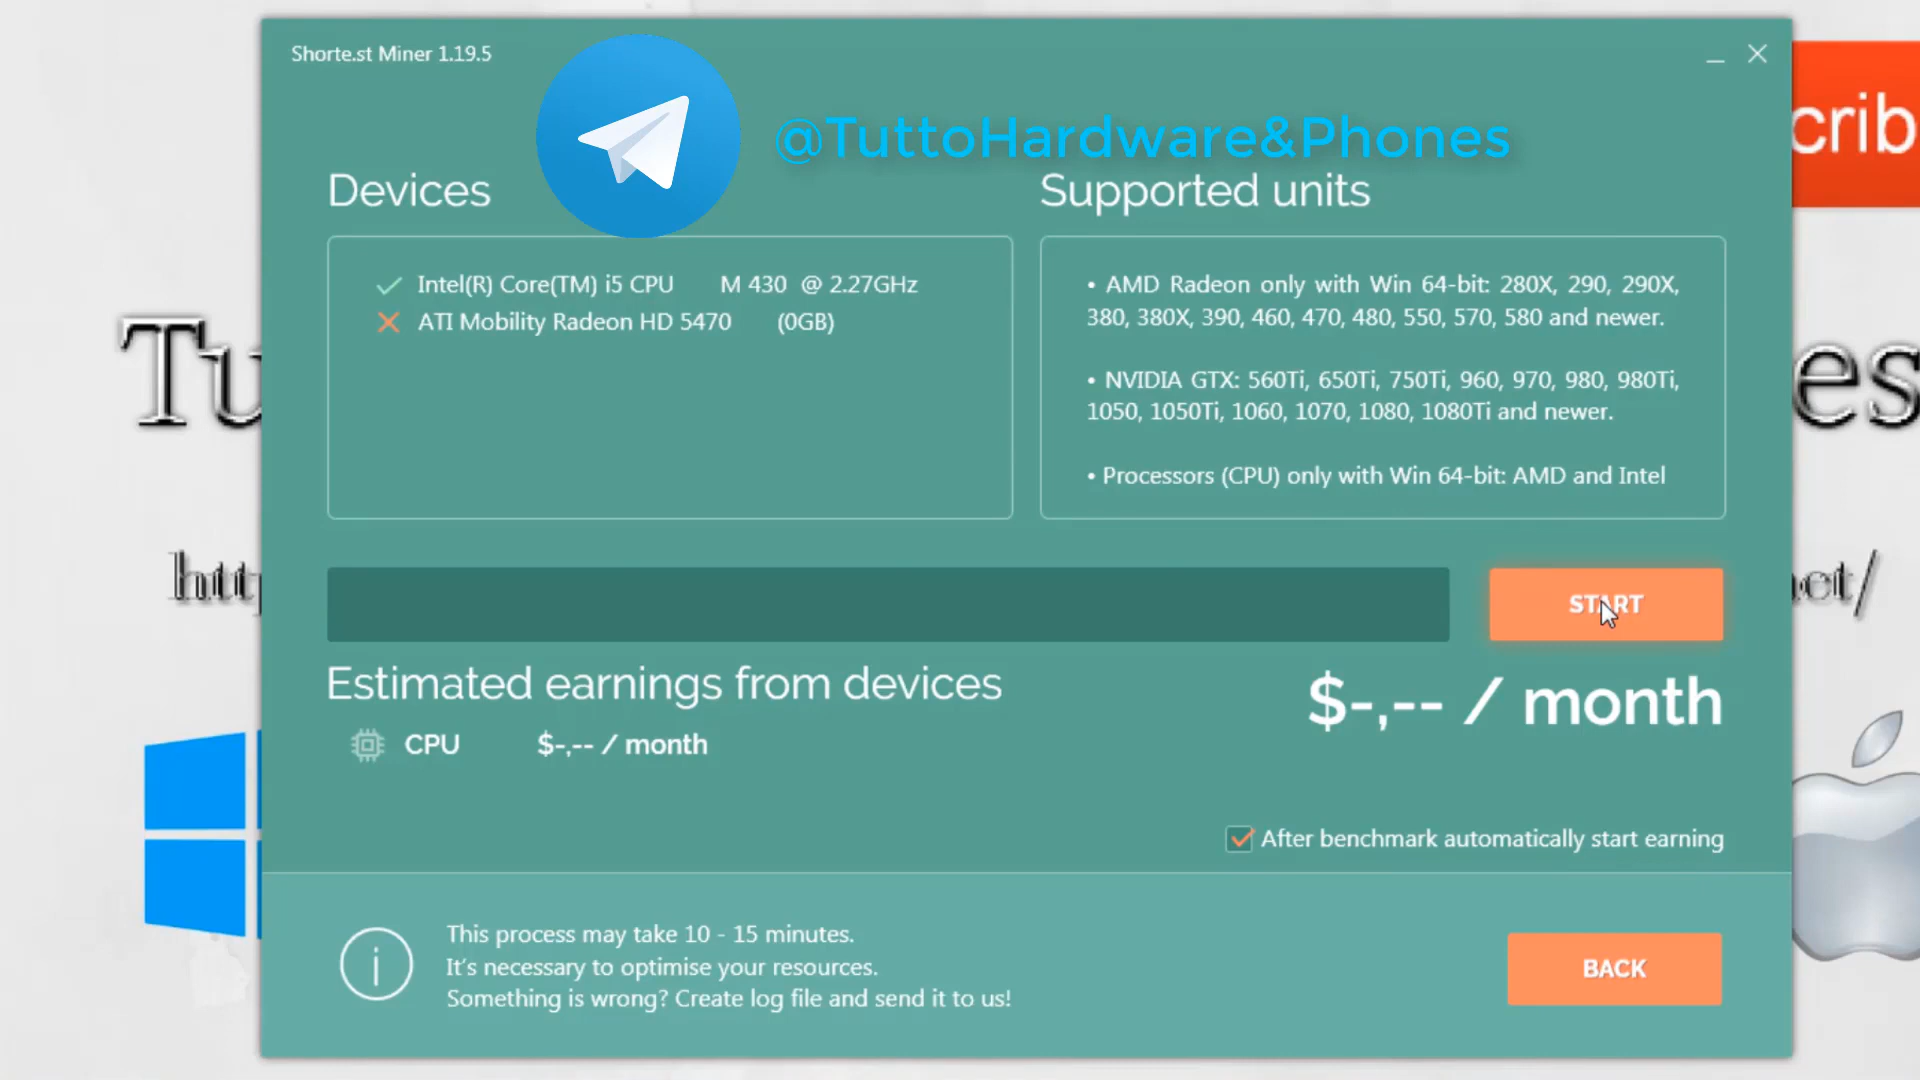 Shorte.st Miner 1.19.5
@TuttoHardware&Phones
crib
Devices
Supported units
Intel(R) Core(TM) i5 CPU M 430 @ 2.27GHz
ATI Mobility Radeon HD 5470 (0GB)
• AMD Radeon only with Win 64-bit: 280X, 290, 290X,
380, 380X, 390, 460, 470, 480, 550, 570, 580 and newer.
• NVIDIA GTX: 560Ti, 650Ti, 750Ti, 960, 970, 980, 980Ti,
1050, 1050Ti, 1060, 1070, 1080, 1080Ti and newer.
• Processors (CPU) only with Win 64-bit: AMD and Intel
Tu
es
http
net/
START
Estimated earnings from devices
$-,-- / month
CPU $-,-- / month
After benchmark automatically start earning
This process may take 10 - 15 minutes.
It's necessary to optimise your resources.
Something is wrong? Create log file and send it to us!
BACK